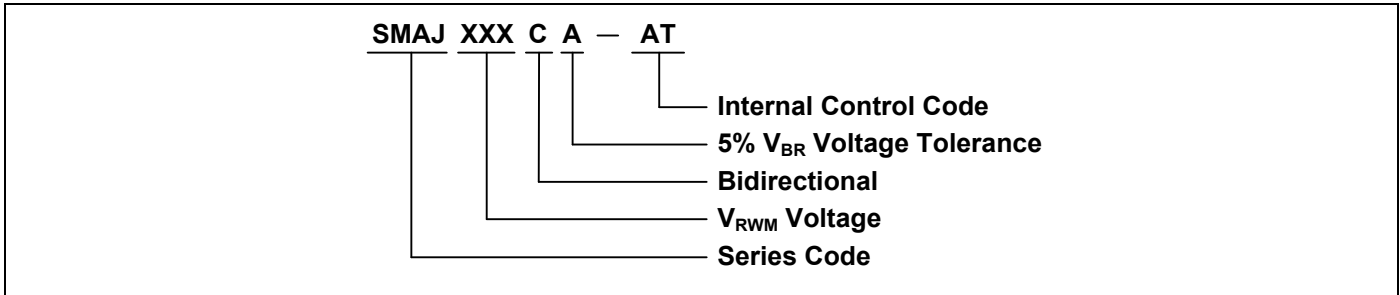 SMAJ XXX C A — AT
Internal Control Code
5% VBR Voltage Tolerance
Bidirectional
VRWM Voltage
Series Code